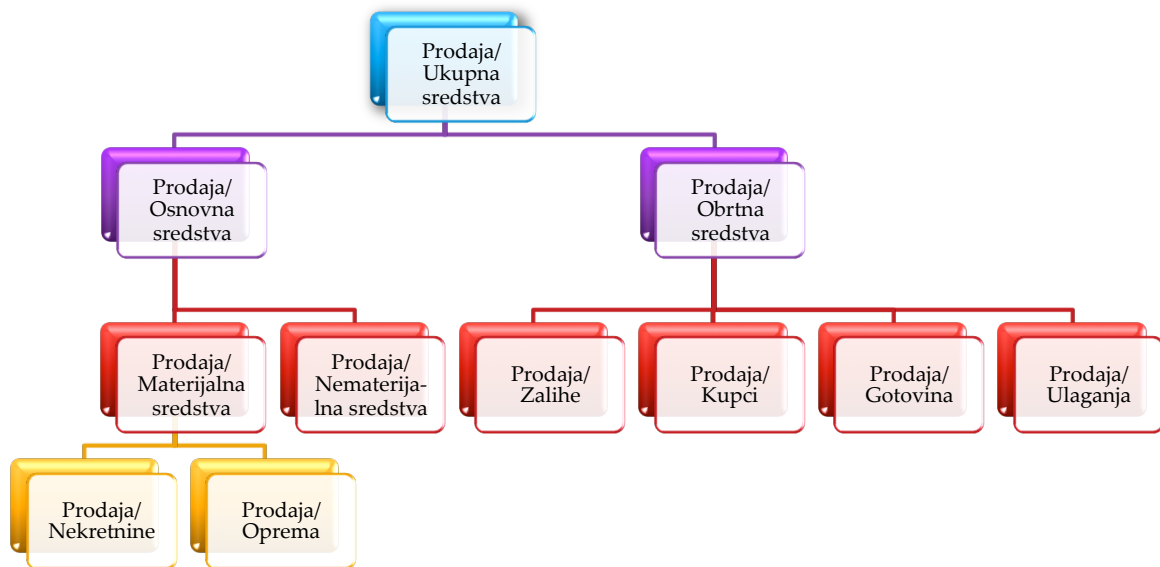 Prodaja/
Ukupna
sredstva
Prodaja/
Osnovna
sredstva
Prodaja/
Obrtna
sredstva
Prodaja/
Materijalna
sredstva
Prodaja/
Nematerija-
lna sredstva
Prodaja/
Zalihe
Prodaja/
Kupci
Prodaja/
Gotovina
Prodaja/
Ulaganja
Prodaja/
Nekretnine
Prodaja/
Oprema